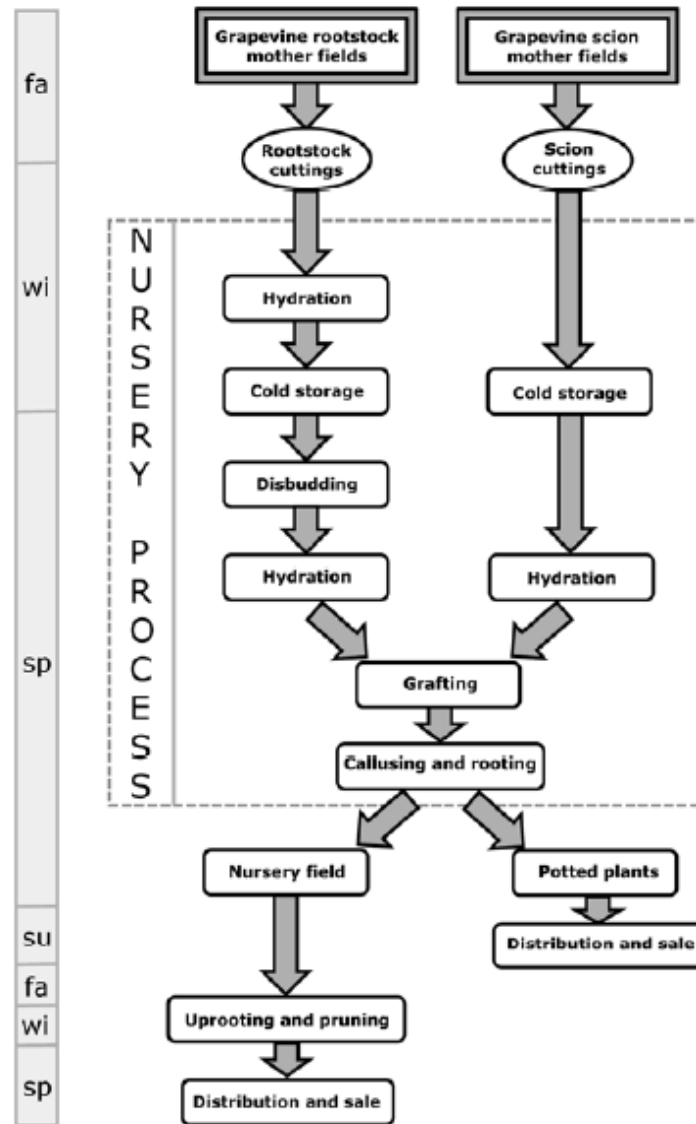 fa
wi
sp
su
fa
wi
sp
NURSERY PROCESS
Grapevine rootstock
mother fields
Grapevine scion
mother fields
Rootstock
cuttings
Scion
cuttings
Hydration
Cold storage
Cold storage
Disbudding
Hydration
Hydration
Grafting
Callusing and rooting
Nursery field
Potted plants
Distribution and sale
Uprooting and pruning
Distribution and sale